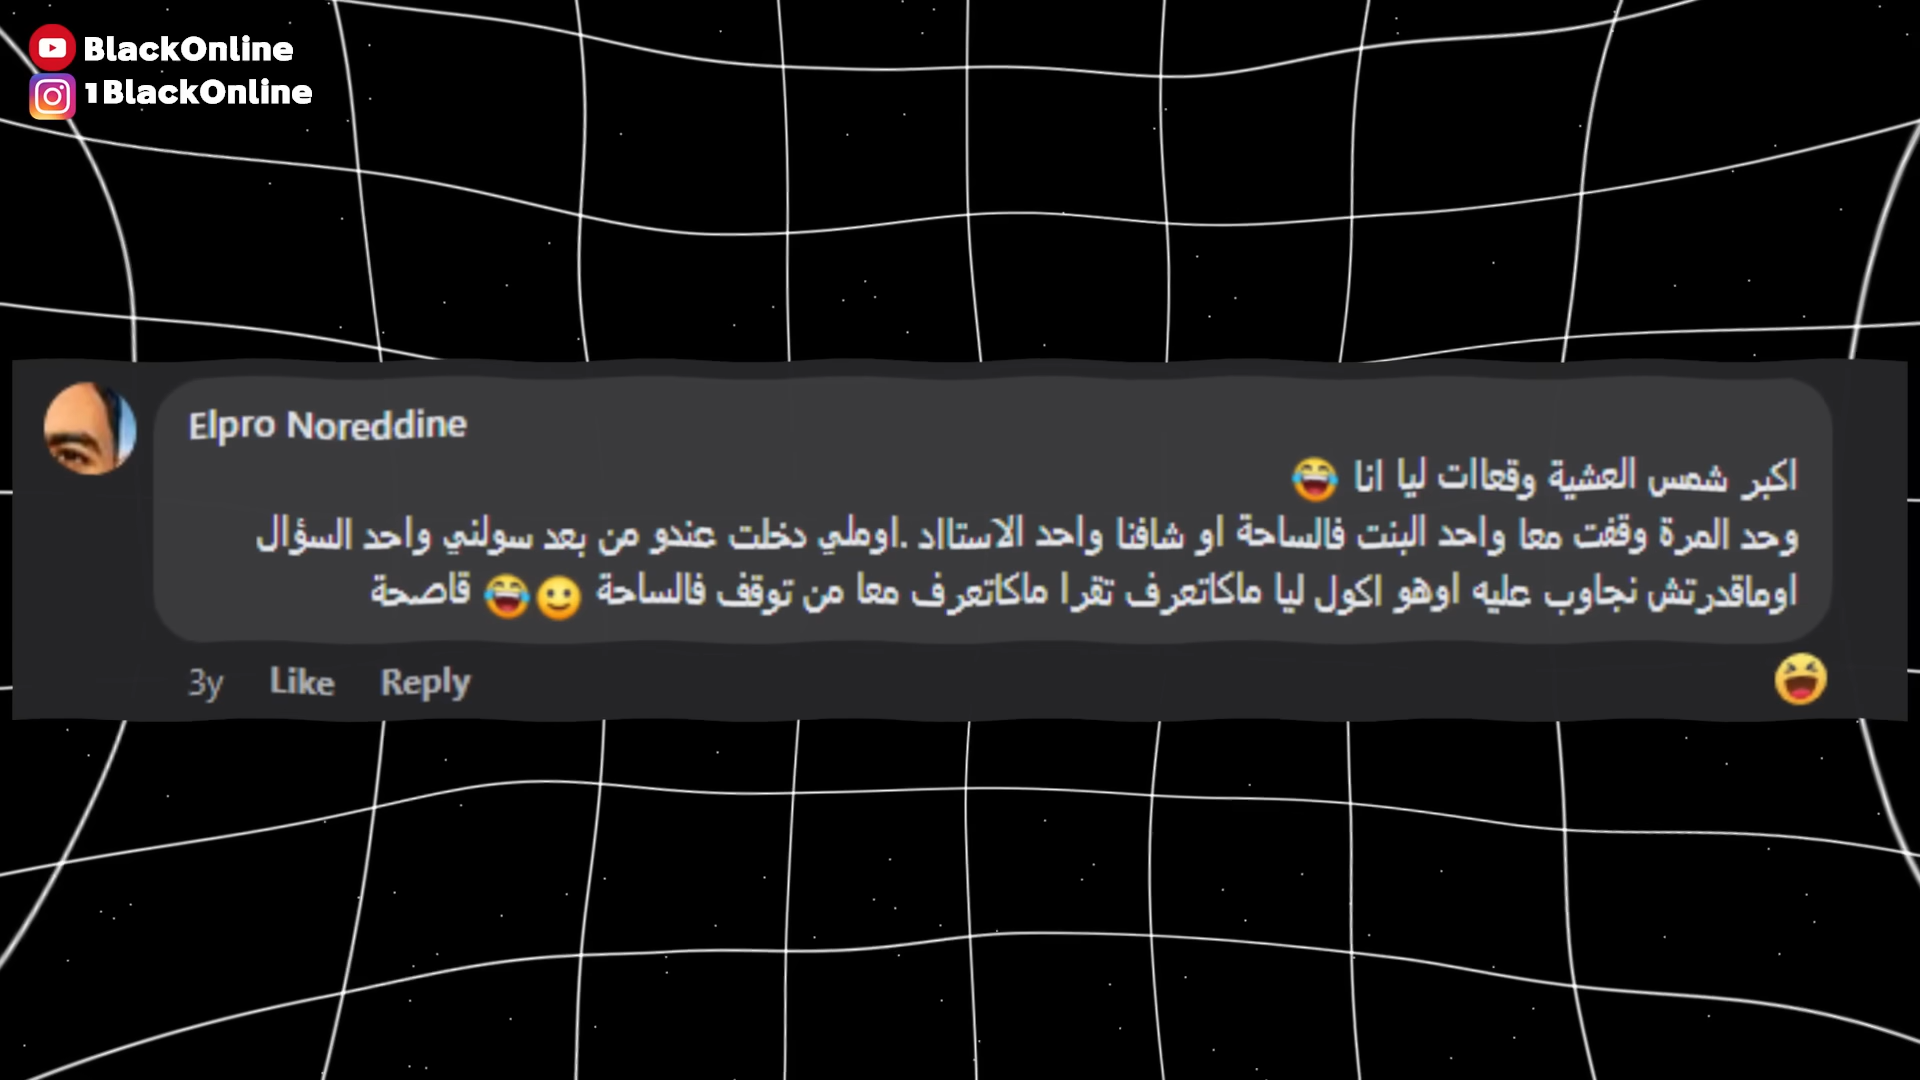 BlackOnline
1BlackOnline
Elpro Noreddine
اكبر شمس العشية وقعاات ليا انا 😂
وحد المرة وقفت معا واحد البنت فالساحة او شافنا واحد الاستااد .اوملي دخلت عندو من بعد سولني واحد السؤال
اوماقدرتش نجاوب عليه اوهو اكول ليا ماكاتعرف تقرا ماكاتعرف معا من توقف فالساحة 🙂😂 قاصحة
3y Like Reply